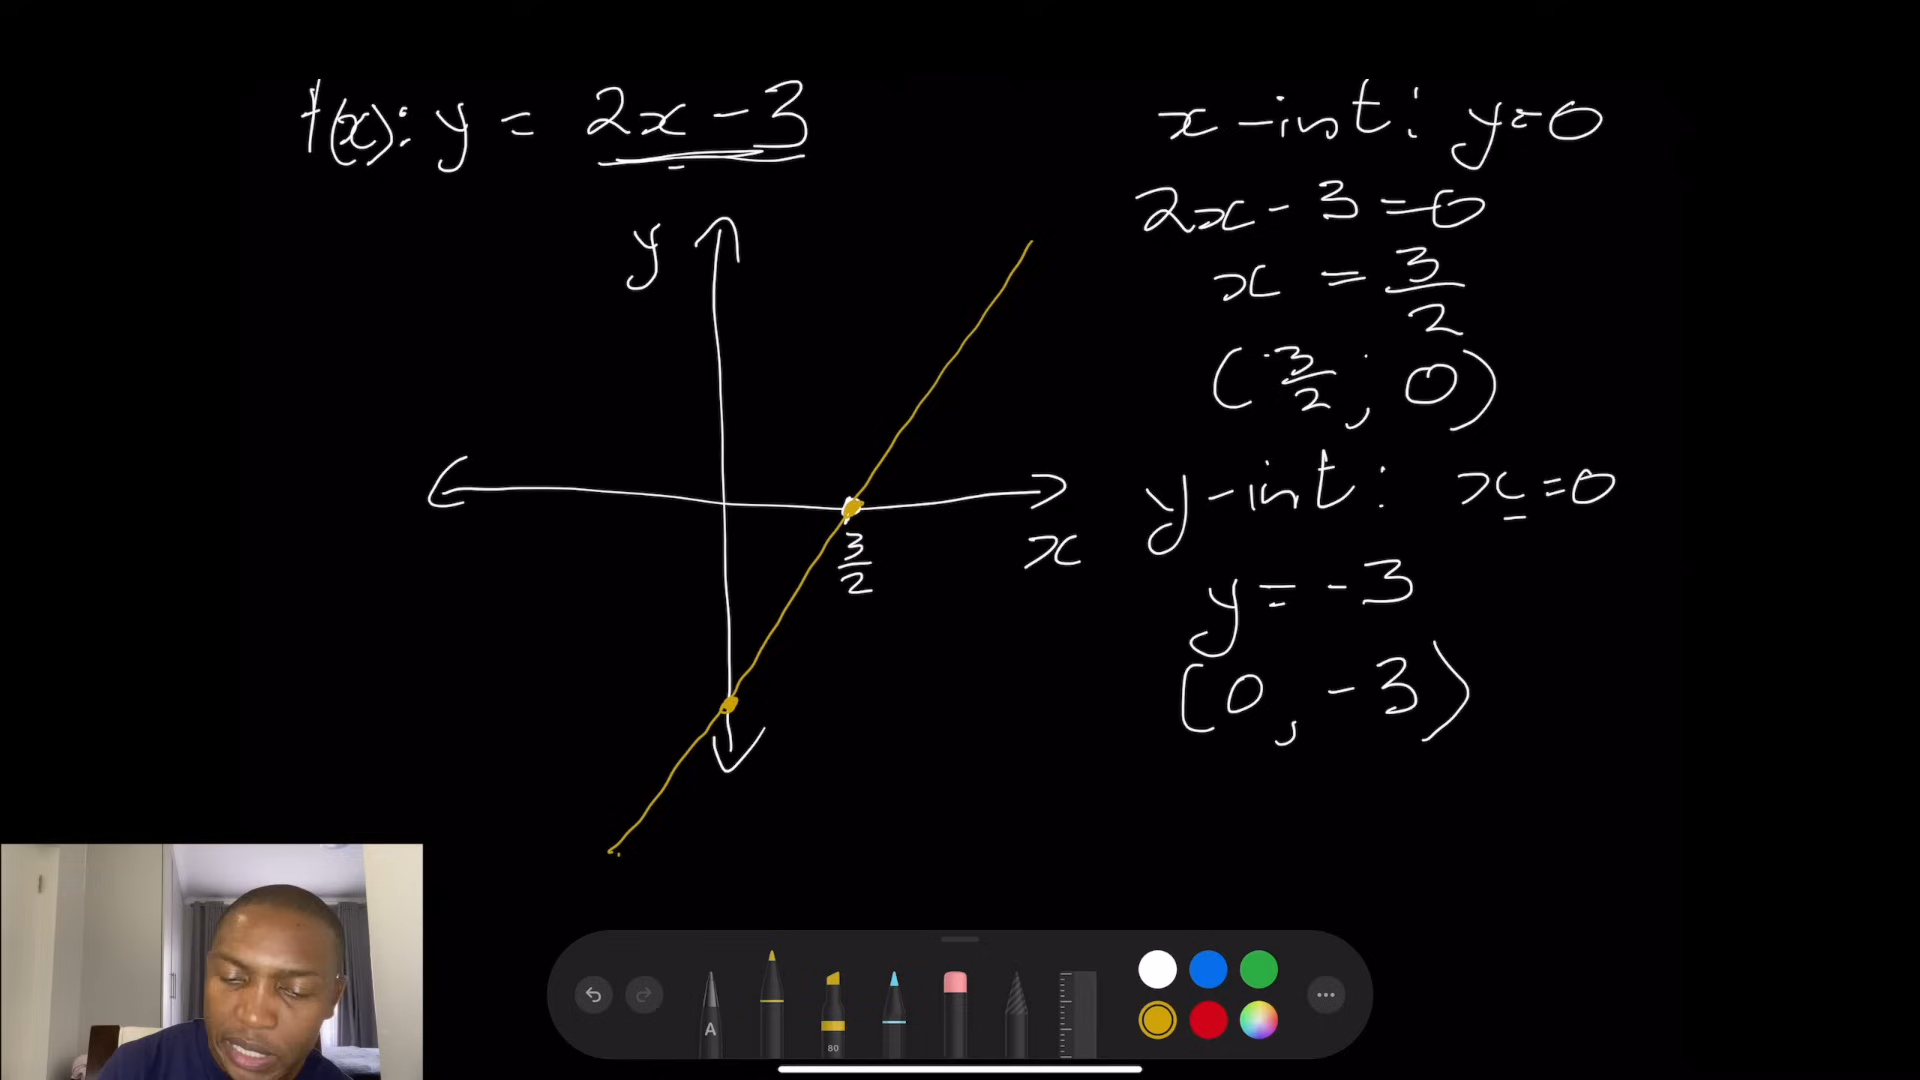 f(x): y = 2x - 3
y
x
3/2
x-int: y=0
2x - 3 = 0
x = 3/2
(3/2; 0)
y-int: x=0
y = -3
(0, -3)
A
80